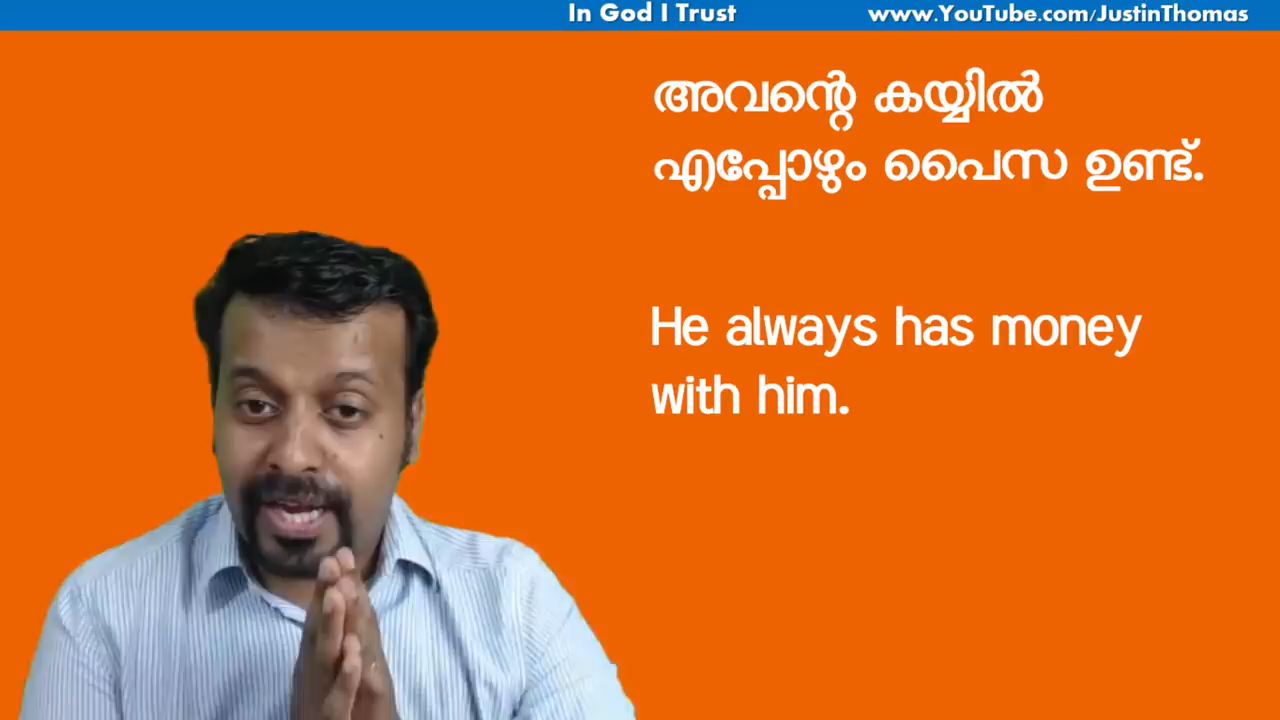 In God I Trust
www.YouTube.com/JustinThomas
അവന്റെ കയ്യിൽ
എപ്പോഴും പൈസ ഉണ്ട്.
He always has money
with him.